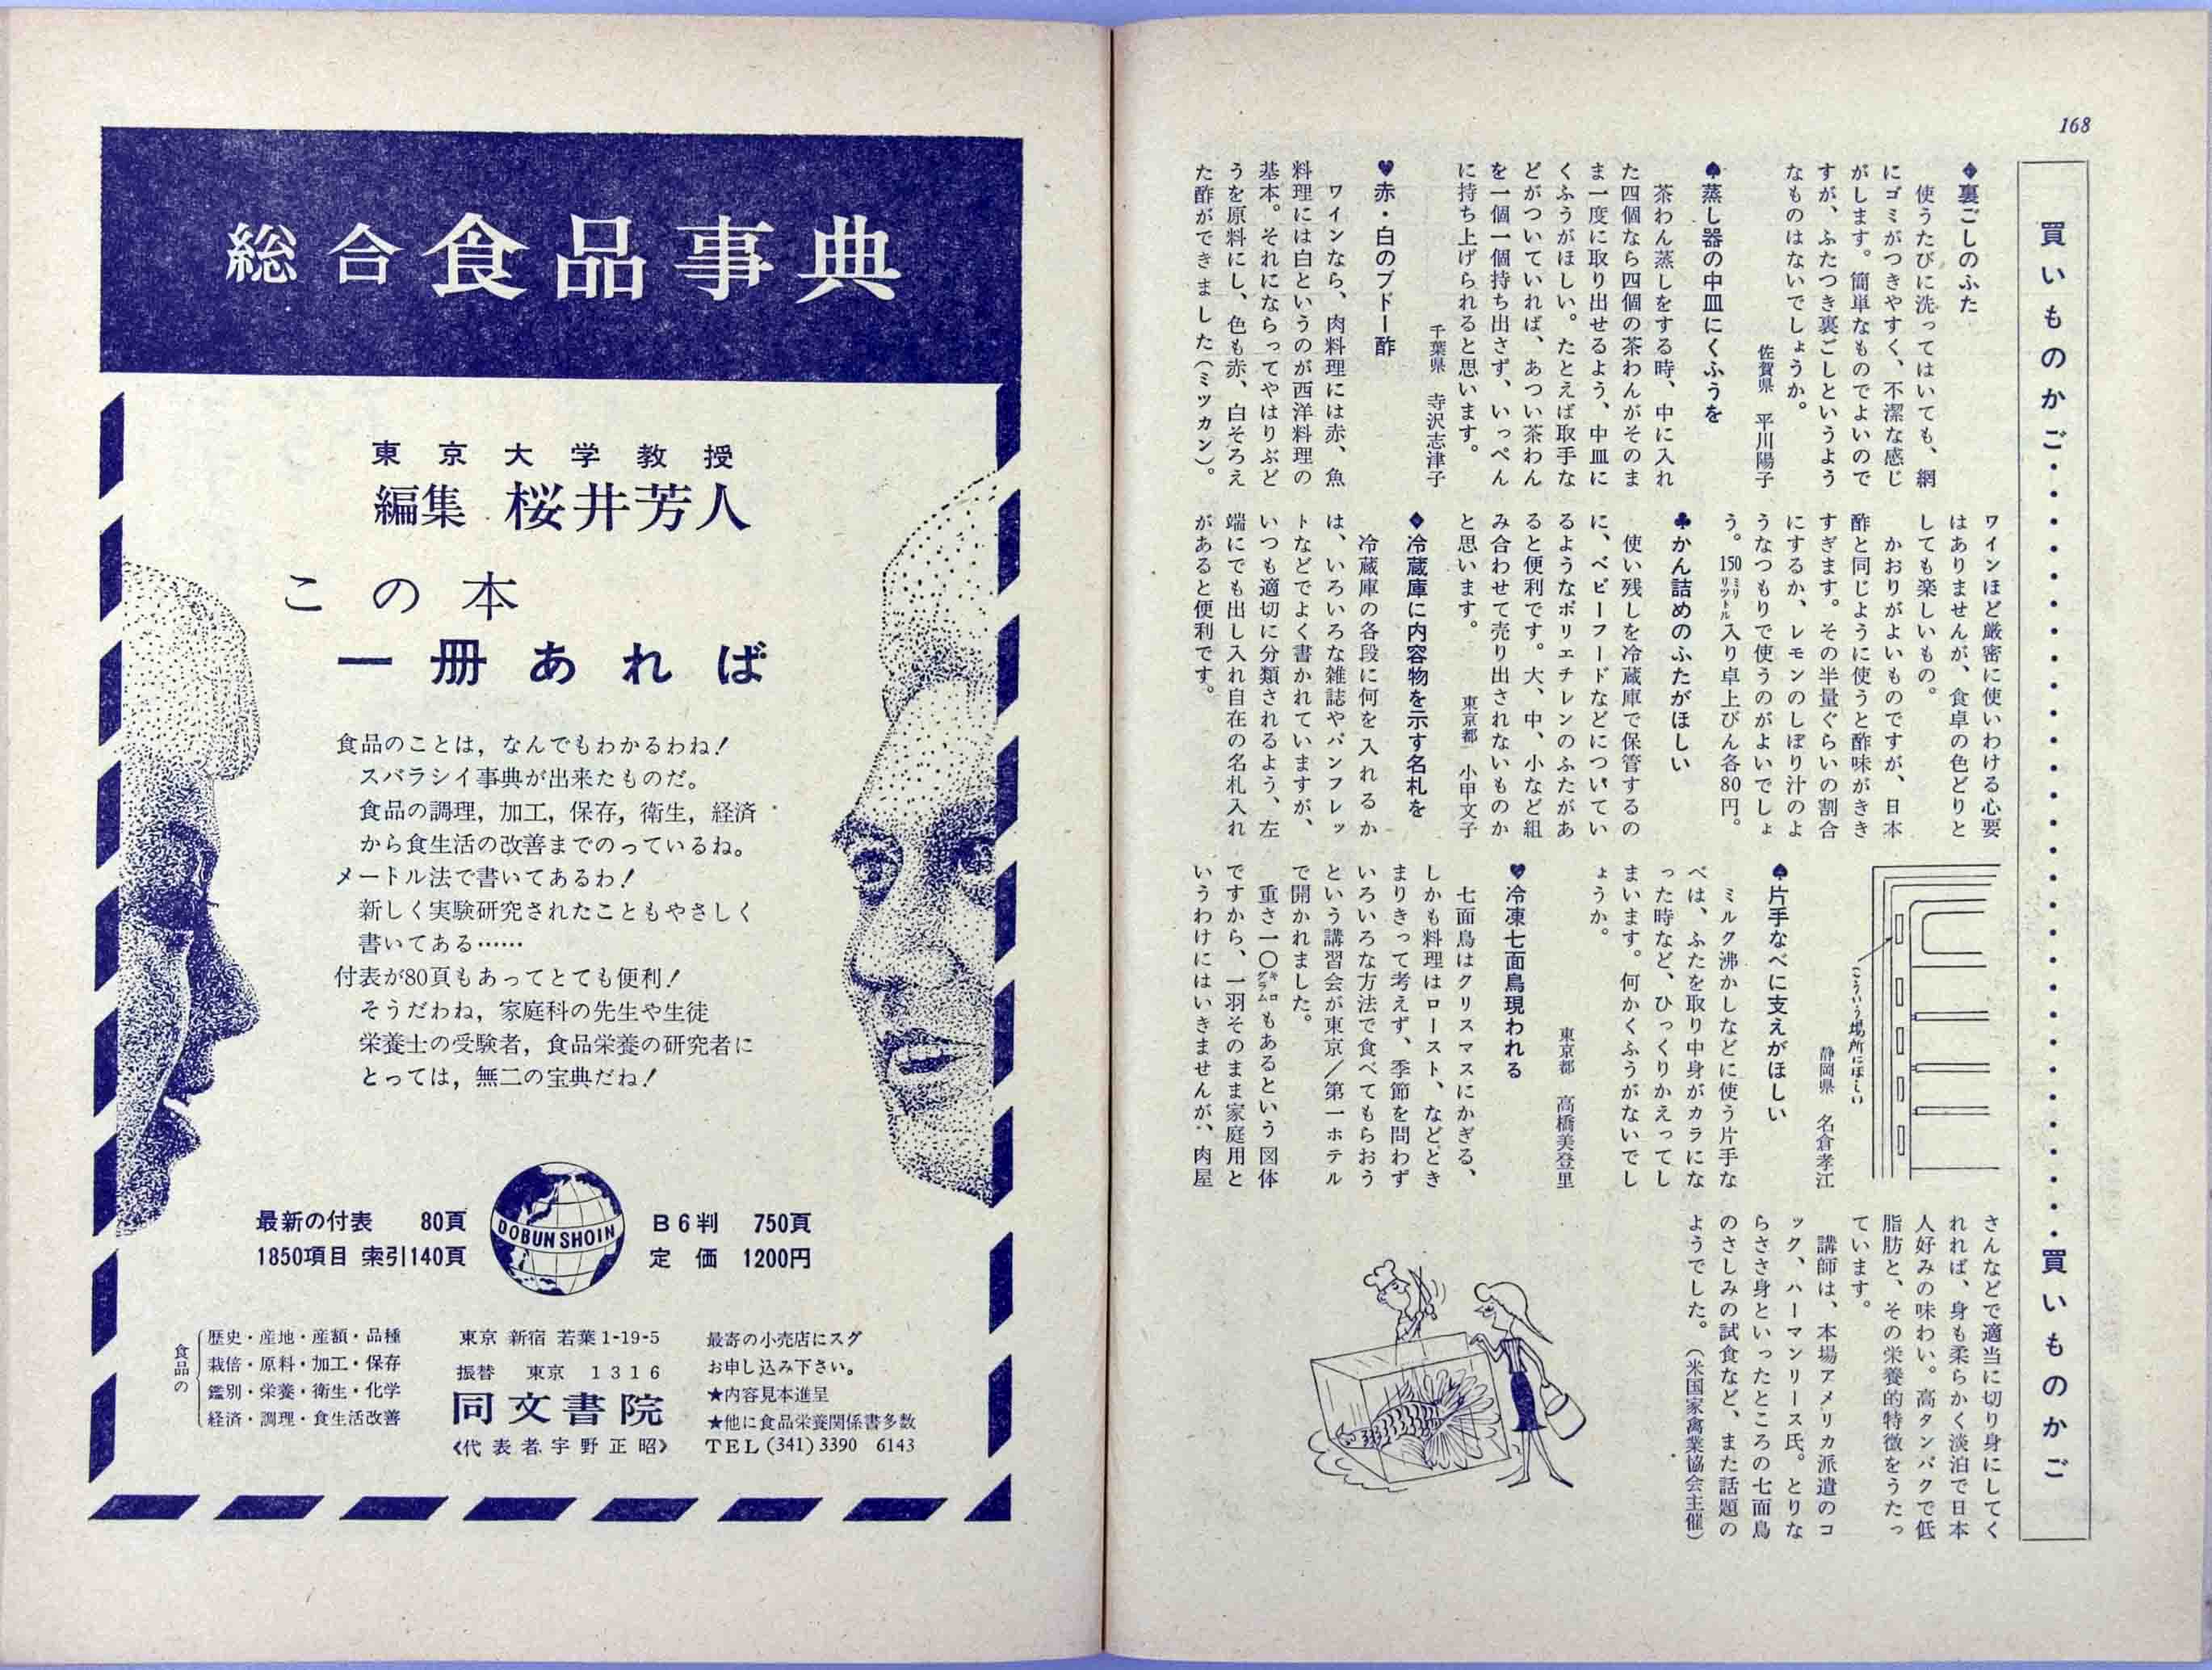 168
買いものかご・・・・・・・・・・・・・・・・・・・・・・・・・・・・買いものかご
◆裏ごしのふた
使うたびに洗ってはいても、網
にゴミがつきやすく、不潔な感じ
がします。簡単なものでよいので
すが、ふたつき裏ごしというよう
なものはないでしょうか。
佐賀県 平川陽子
♠蒸し器の中皿にくふうを
茶わん蒸しをする時、中に入れ
た四個なら四個の茶わんがそのま
ま一度に取り出せるよう、中皿に
くふうがほしい。たとえば取手な
どがついていれば、あつい茶わん
を一個一個持ち出さず、いっぺん
に持ち上げられると思います。
千葉県 寺沢志津子
♥赤・白のブドー酢
ワインなら、肉料理には赤、魚
料理には白というのが西洋料理の
基本。それにならってやはりぶど
うを原料にし、色も赤、白そろえ
た酢ができました（ミツカン）。
ワインほど厳密に使いわける心要
はありませんが、食卓の色どりと
しても楽しいもの。
かおりがよいものですが、日本
酢と同じように使うと酢味がきき
すぎます。その半量ぐらいの割合
にするか、レモンのしぼり汁のよ
うなつもりで使うのがよいでしょ
う。150ミリリットル入り卓上びん各80円。
♣かん詰めのふたがほしい
使い残しを冷蔵庫で保管するの
に、ベビーフードなどについてい
るようなポリエチレンのふたがあ
ると便利です。大、中、小など組
み合わせて売り出されないものか
と思います。 東京都 小甲文子
◆冷蔵庫に内容物を示す名札を
冷蔵庫の各段に何を入れるか
は、いろいろな雑誌やパンフレッ
トなどでよく書かれていますが、
いつも適切に分類されるよう、左
端にでも出し入れ自在の名札入れ
があると便利です。
こういう場所にほしい
静岡県 名倉孝江
♠片手なべに支えがほしい
ミルク沸かしなどに使う片手な
べは、ふたを取り中身がカラにな
った時など、ひっくりかえってし
まいます。何かくふうがないでし
ょうか。
東京都 高橋美登里
♥冷凍七面鳥現われる
七面鳥はクリスマスにかぎる、
しかも料理はロースト、などどき
まりきって考えず、季節を問わず
いろいろな方法で食べてもらおう
という講習会が東京／第一ホテル
で開かれました。
重さ一〇キログラムもあるという図体
ですから、一羽そのまま家庭用と
いうわけにはいきませんが、肉屋
さんなどで適当に切り身にしてく
れれば、身も柔らかく淡泊で日本
人好みの味わい。高タンパクで低
脂肪と、その栄養的特徴をうたっ
ています。
講師は、本場アメリカ派遣のコ
ック、ハーマンリース氏。とりな
らささ身といったところの七面鳥
のさしみの試食など、また話題の
ようでした。（米国家禽業協会主催）
総合食品事典
東京大学教授
編集 桜井芳人
この本
一冊あれば
食品のことは，なんでもわかるわね！
スバラシイ事典が出来たものだ。
食品の調理，加工，保存，衛生，経済
から食生活の改善までのっているね。
メートル法で書いてあるわ！
新しく実験研究されたこともやさしく
書いてある……
付表が80頁もあってとても便利！
そうだわね，家庭科の先生や生徒
栄養士の受験者，食品栄養の研究者に
とっては，無二の宝典だね！
最新の付表 80頁
1850項目 索引140頁
DOBUN SHOIN
B6判 750頁
定価 1200円
食品の
歴史・産地・産額・品種
栽培・原料・加工・保存
鑑別・栄養・衛生・化学
経済・調理・食生活改善
東京 新宿 若葉1-19-5
振替 東京 1316
同文書院
《代表者宇野正昭》
最寄の小売店にスグ
お申し込み下さい。
★内容見本進呈
★他に食品栄養関係書多数
TEL (341) 3390 6143